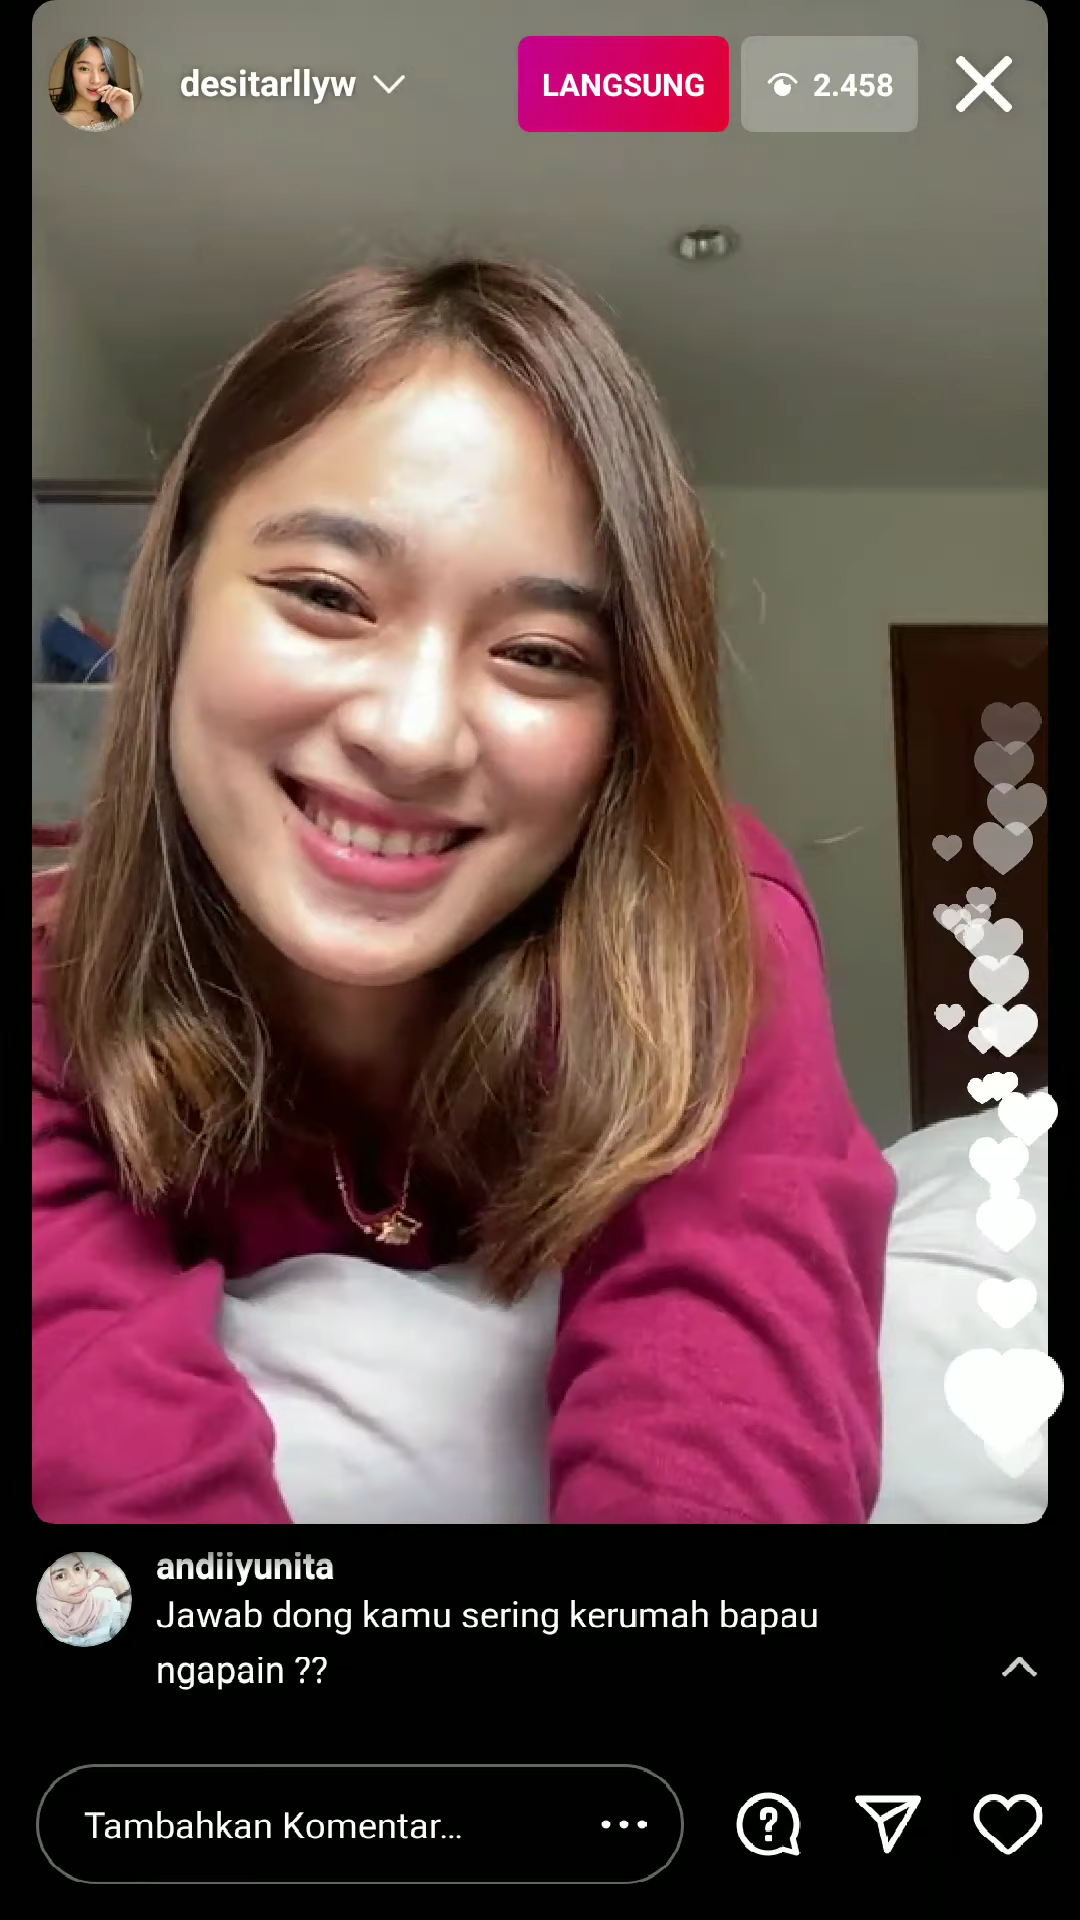 desitarllyw
LANGSUNG
2.458
andiiyunita
Jawab dong kamu sering kerumah bapau
ngapain ??
Tambahkan Komentar...